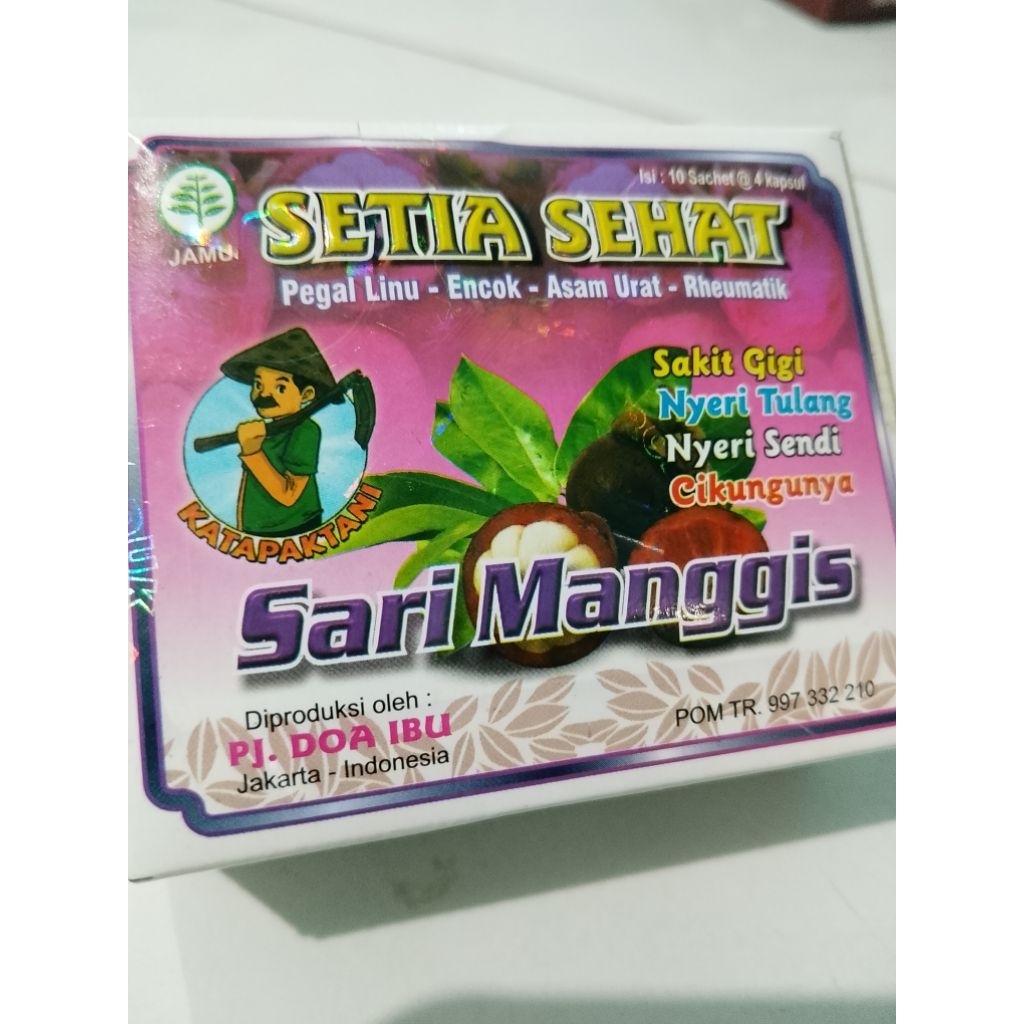 Isi : 10 Sachet @ 4 kapsul
JAMU
SETIA SEHAT
Pegal Linu - Encok - Asam Urat - Rheumatik
Sakit Gigi
Nyeri Tulang
Nyeri Sendi
Cikungunya
KATAPAKTANI
Sari Manggis
Diproduksi oleh :
PJ. DOA IBU
Jakarta - Indonesia
POM TR. 997 332 210